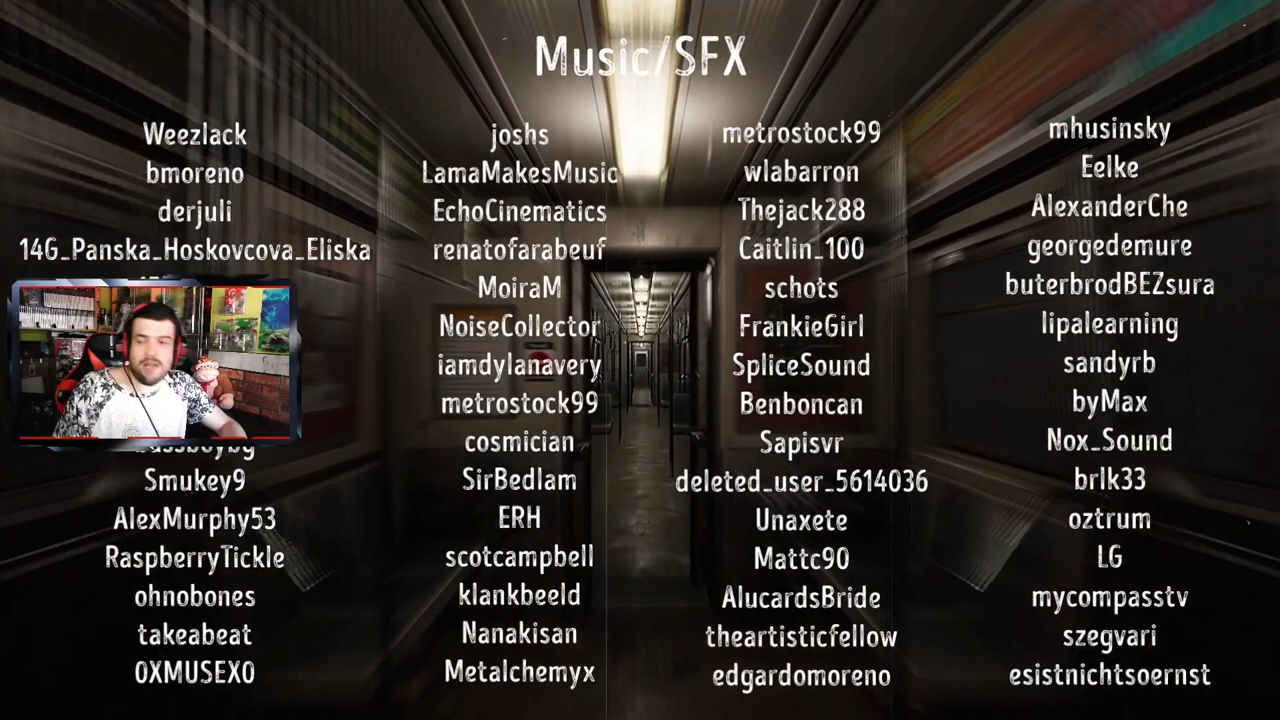 Music/SFX
Weezlack
bmoreno
derjuli
14G_Panska_Hoskovcova_Eliska
Smukey9
AlexMurphy53
RaspberryTickle
ohnobones
takeabeat
OXMUSEXO
joshs
LamaMakesMusic
EchoCinematics
renatofarabeuf
MoiraM
NoiseCollector
iamdylanavery
metrostock99
cosmician
SirBedlam
ERH
scotcampbell
klankbeeld
Nanakisan
Metalchemyx
metrostock99
wlabarron
Thejack288
Caitlin_100
schots
FrankieGirl
SpliceSound
Benboncan
Sapisvr
deleted_user_5614036
Unaxete
Mattc90
AlucardsBride
theartisticfellow
edgardomoreno
mhusinsky
Eelke
AlexanderChe
georgedemure
buterbrodBEZsura
lipalearning
sandyrb
byMax
Nox_Sound
brlk33
oztrum
LG
mycompasstv
szegvari
esistnichtsoernst